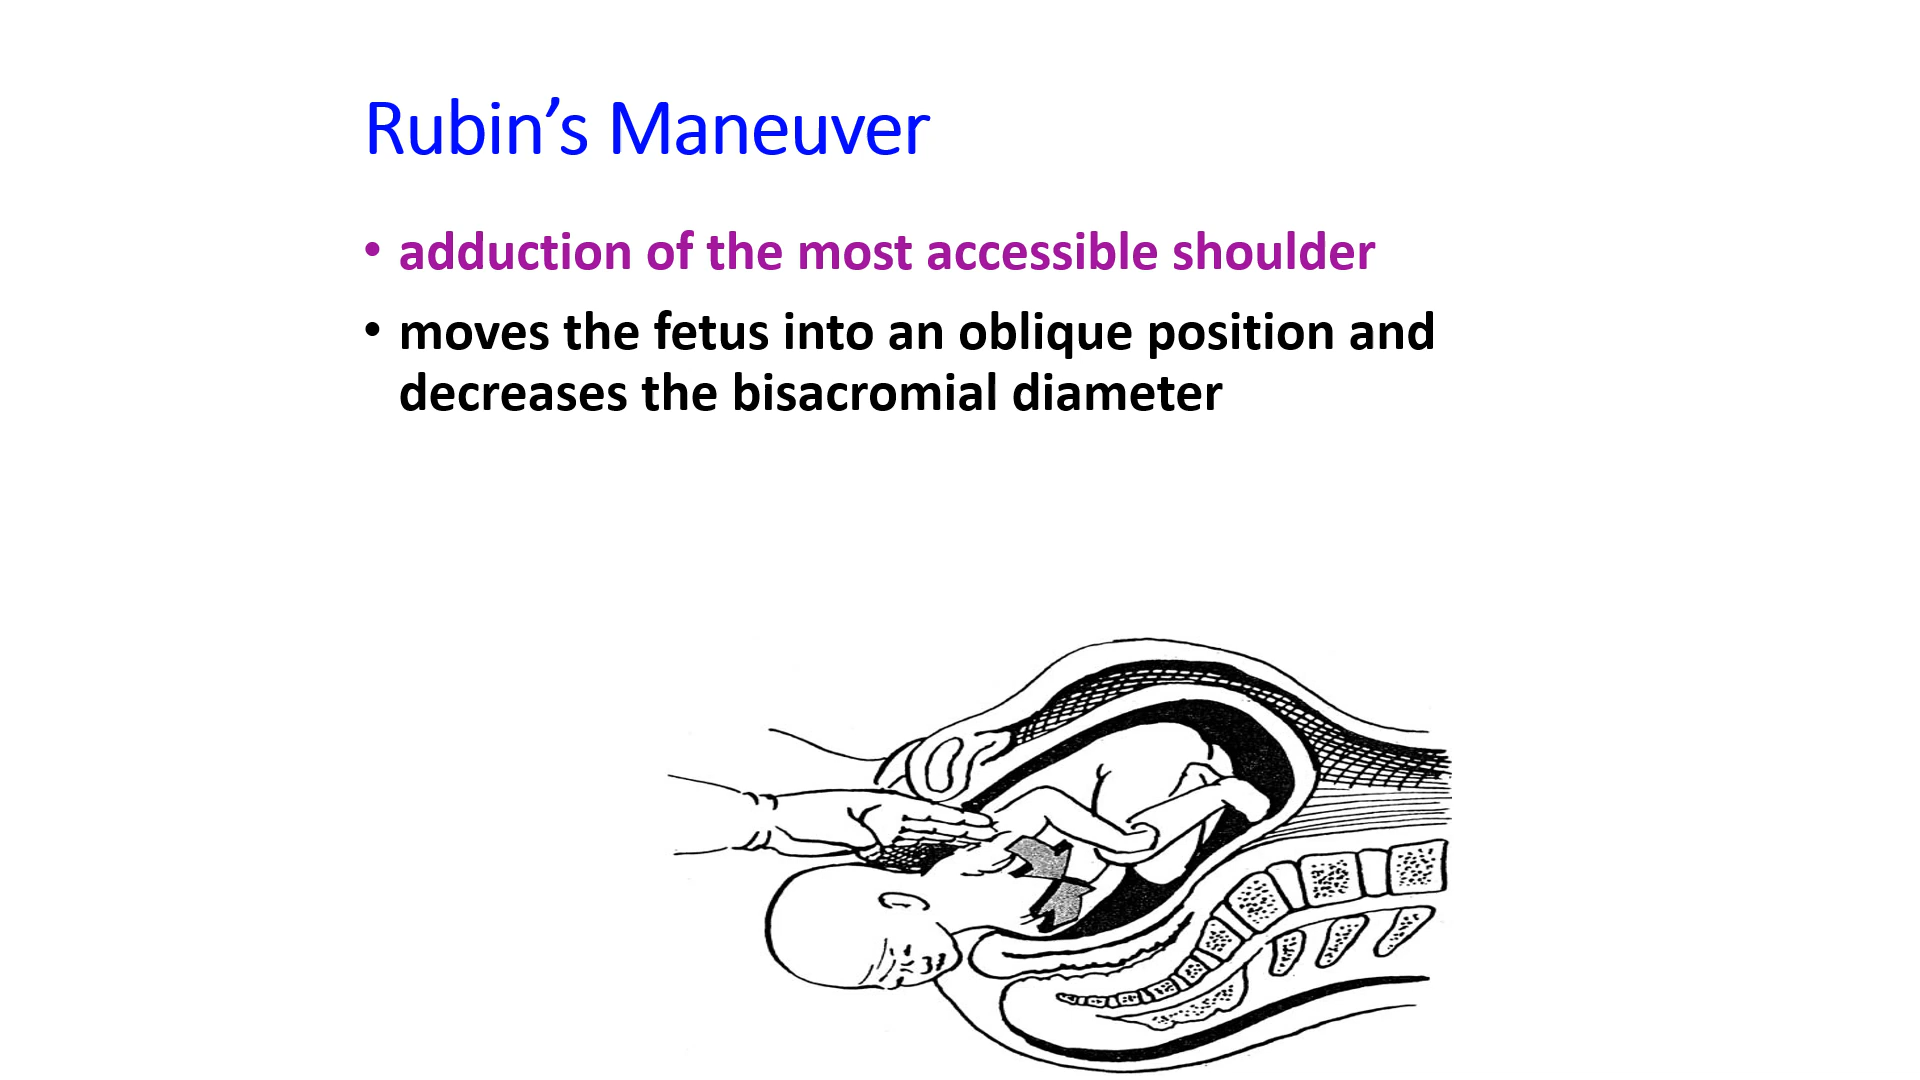 Rubin’s Maneuver
• adduction of the most accessible shoulder
• moves the fetus into an oblique position and
decreases the bisacromial diameter